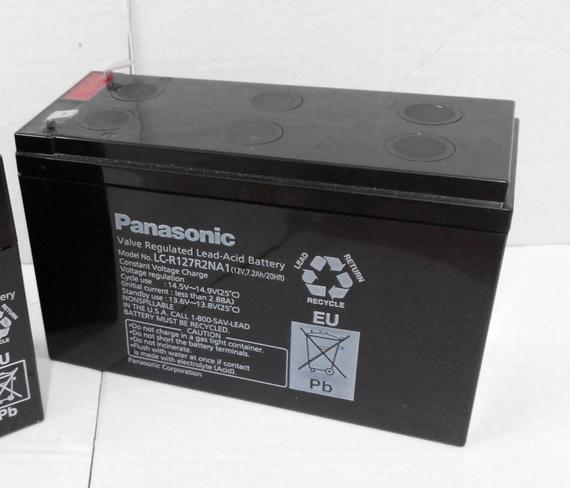 Panasonic
Valve Regulated Lead-Acid Battery
Model No. LC-R127R2NA1(12V,7.2Ah/20HR)
Constant Voltage Charge
Voltage regulation
Cycle use : 14.5V~14.9V(25℃)
(Initial current : less than 2.88A)
Standby use : 13.6V~13.8V(25℃)
NONSPILLABLE
IN THE U.S.A. CALL 1-800-SAV-LEAD
BATTERY MUST BE RECYCLED.
CAUTION
•Do not charge in a gas tight container.
•Do not short the battery terminals.
•Do not incinerate.
•Flush with water at once if contact
is made with electrolyte (Acid).
Panasonic Corporation
LEAD
RETURN
RECYCLE
EU
Pb
ery
Pb